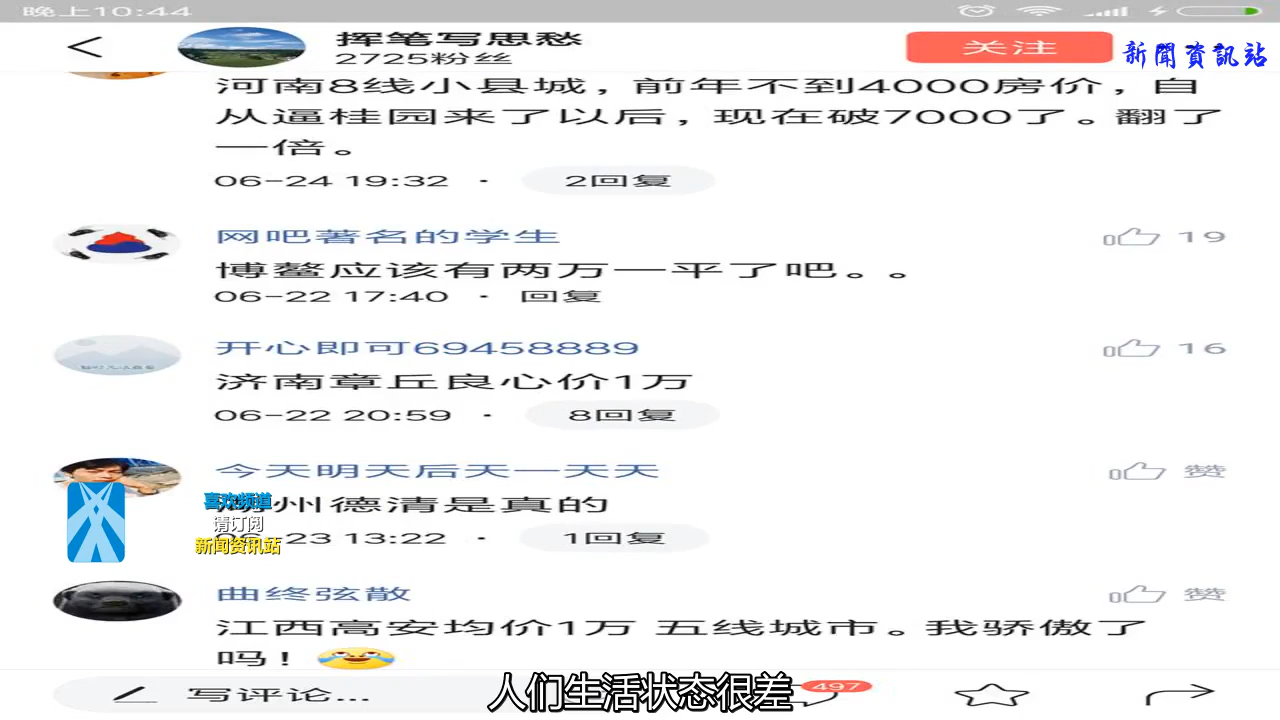 晚上10:44
挥笔写思愁
2725粉丝
关注
新聞資訊站
河南8线小县城，前年不到4000房价，自
从逼桂园来了以后，现在破7000了。翻了
一倍。
06-24 19:32 · 2回复
网吧著名的学生
19
博鳌应该有两万一平了吧。。
06-22 17:40 · 回复
开心即可69458889
16
济南章丘良心价1万
06-22 20:59 · 8回复
今天明天后天一天天
赞
州德清是真的
喜欢频道
请订阅
新闻资讯站
23 13:22 · 1回复
曲终弦散
赞
江西高安均价1万 五线城市。我骄傲了
吗！
写评论...
497
人们生活状态很差